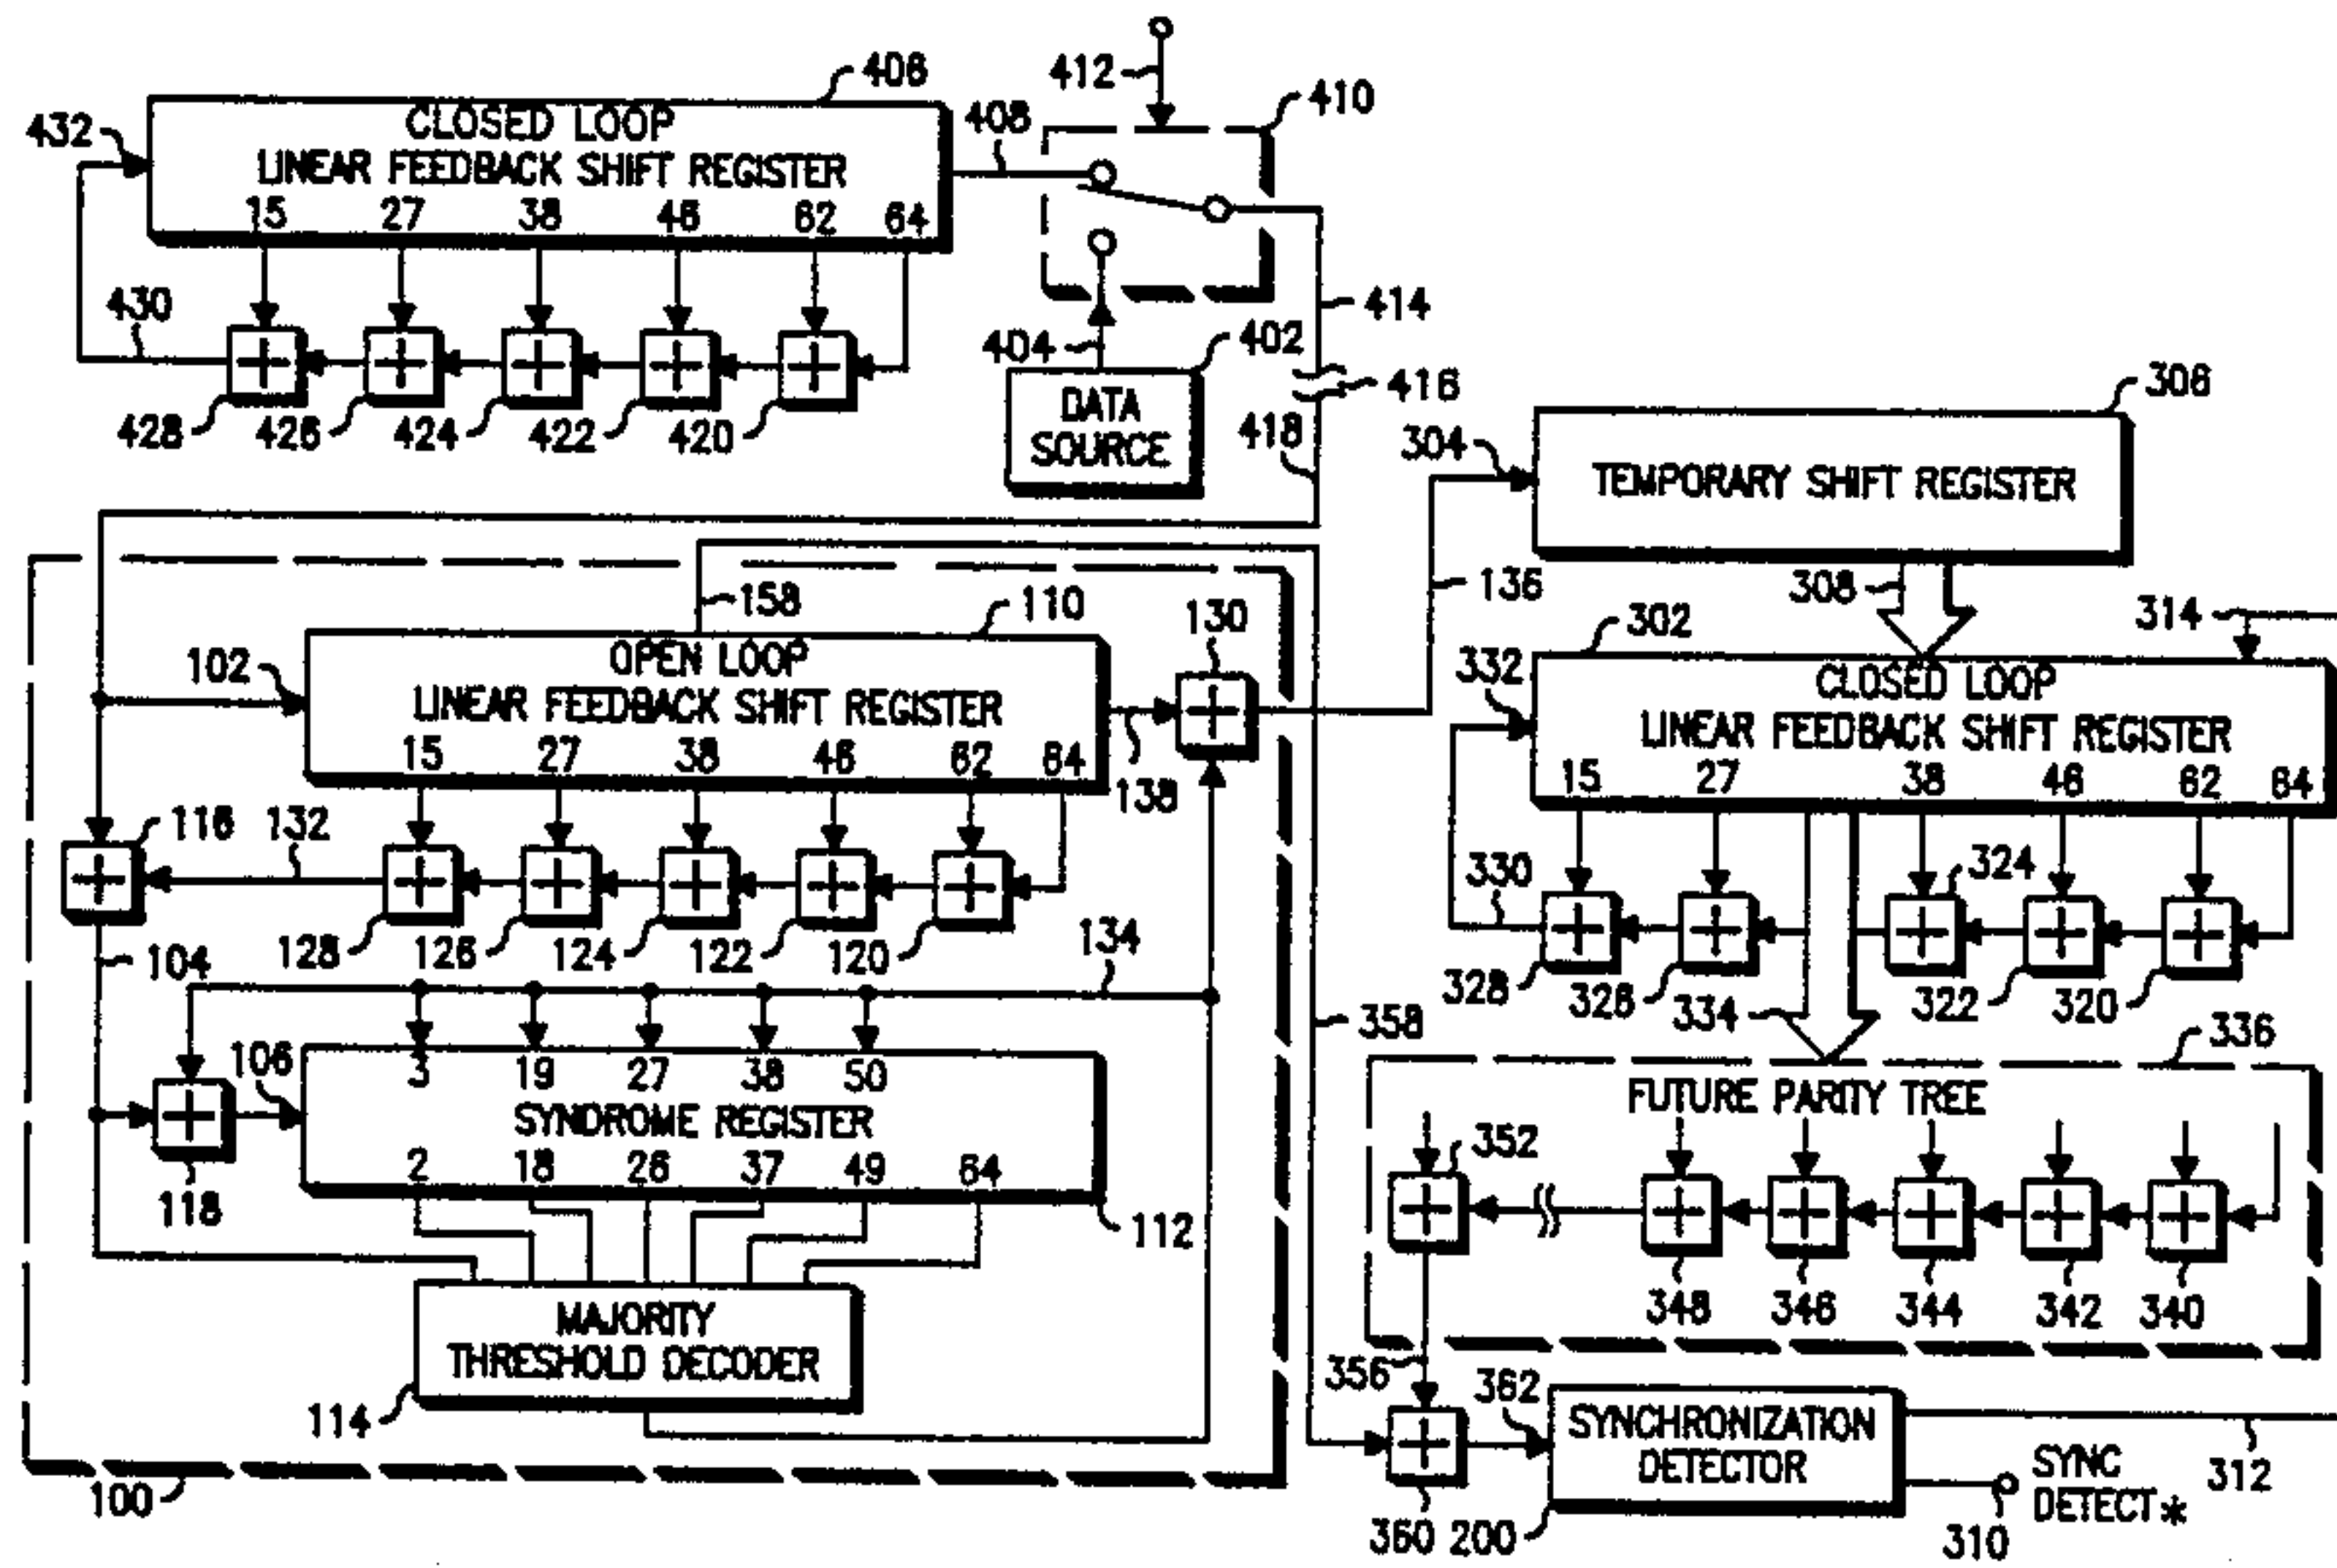 412
410
408
CLOSED LOOP
LINEAR FEEDBACK SHIFT REGISTER
15 27 38 46 62 64
432
408
430
428 426 424 422 420
404
402
DATA
SOURCE
414
416
418
304
306
TEMPORARY SHIFT REGISTER
308
136
314
158
110
130
102
OPEN LOOP
LINEAR FEEDBACK SHIFT REGISTER
15 27 38 46 62 64
138
302
332
CLOSED LOOP
LINEAR FEEDBACK SHIFT REGISTER
15 27 38 46 62 64
116
132
128 126 124 122 120
104
134
330
324
328 326 334 322 320
358
106
3 19 27 38 50
SYNDROME REGISTER
2 18 26 37 49 64
118
112
336
FUTURE PARITY TREE
352
348 346 344 342 340
MAJORITY
THRESHOLD DECODER
114
100
356
362
SYNCHRONIZATION
DETECTOR
360 200
312
SYNC
DETECT*
310